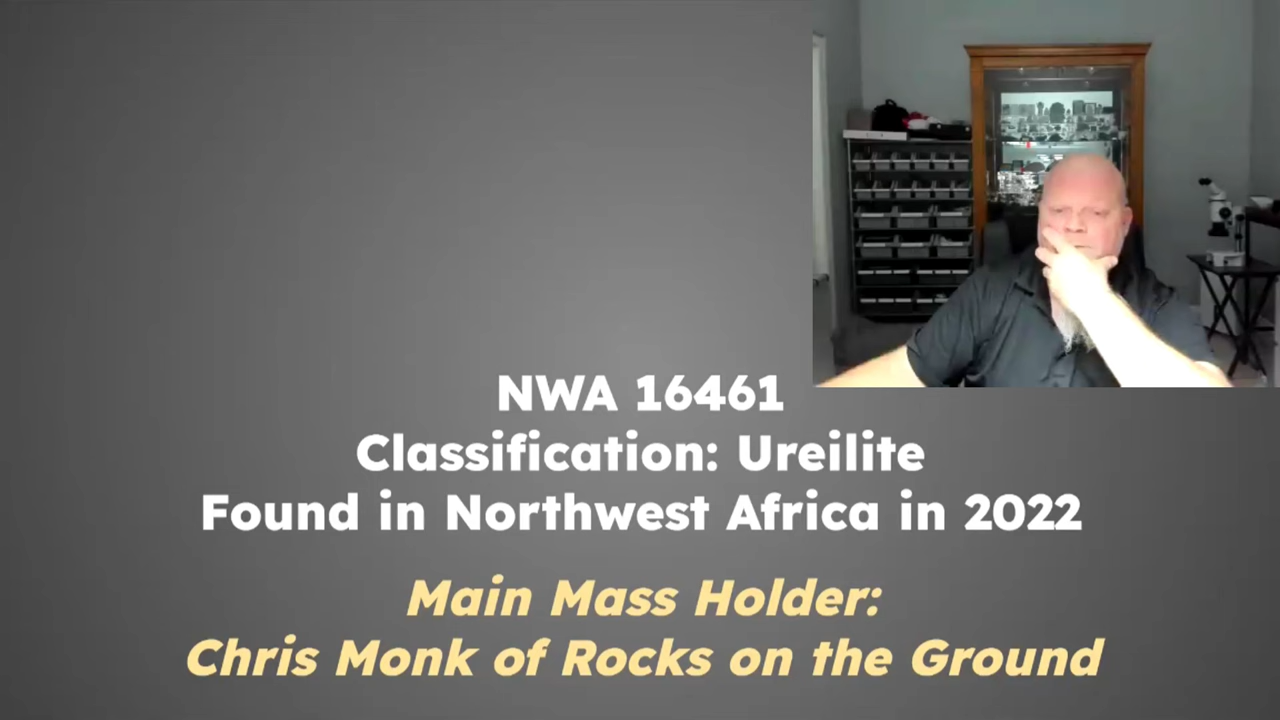 NWA 16461
Classification: Ureilite
Found in Northwest Africa in 2022
Main Mass Holder:
Chris Monk of Rocks on the Ground